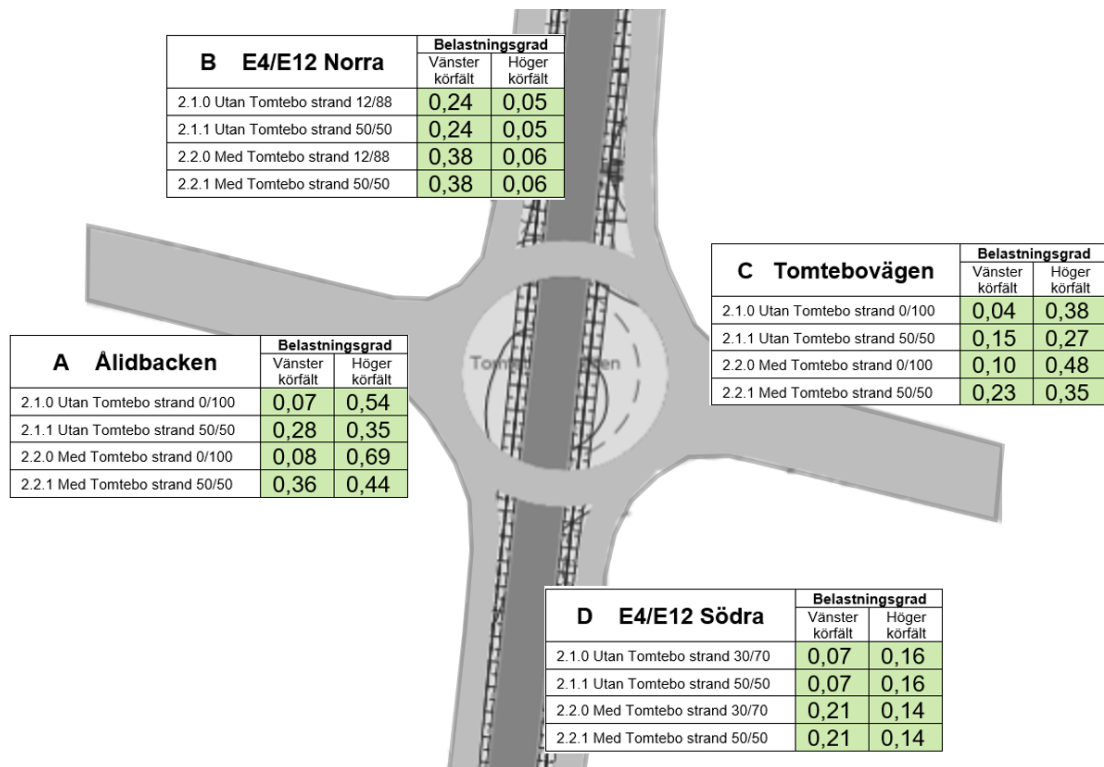 B E4/E12 Norra
Belastningsgrad
Vänster körfält
Höger körfält
2.1.0 Utan Tomtebo strand 12/88 0,24 0,05
2.1.1 Utan Tomtebo strand 50/50 0,24 0,05
2.2.0 Med Tomtebo strand 12/88 0,38 0,06
2.2.1 Med Tomtebo strand 50/50 0,38 0,06
C Tomtebovägen
Belastningsgrad
Vänster körfält
Höger körfält
2.1.0 Utan Tomtebo strand 0/100 0,04 0,38
2.1.1 Utan Tomtebo strand 50/50 0,15 0,27
2.2.0 Med Tomtebo strand 0/100 0,10 0,48
2.2.1 Med Tomtebo strand 50/50 0,23 0,35
A Ålidbacken
Belastningsgrad
Vänster körfält
Höger körfält
2.1.0 Utan Tomtebo strand 0/100 0,07 0,54
2.1.1 Utan Tomtebo strand 50/50 0,28 0,35
2.2.0 Med Tomtebo strand 0/100 0,08 0,69
2.2.1 Med Tomtebo strand 50/50 0,36 0,44
D E4/E12 Södra
Belastningsgrad
Vänster körfält
Höger körfält
2.1.0 Utan Tomtebo strand 30/70 0,07 0,16
2.1.1 Utan Tomtebo strand 50/50 0,07 0,16
2.2.0 Med Tomtebo strand 30/70 0,21 0,14
2.2.1 Med Tomtebo strand 50/50 0,21 0,14